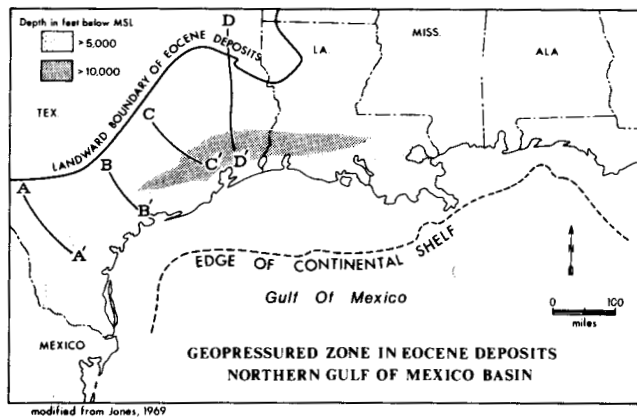 Depth in feet below MSL
>5,000
>10,000
D
LA.
MISS.
ALA
TEX.
LANDWARD BOUNDARY OF EOCENE DEPOSITS
C
A
B
C'
D'
B'
A'
EDGE OF CONTINENTAL SHELF
Gulf Of Mexico
N
0 100
miles
MEXICO
GEOPRESSURED ZONE IN EOCENE DEPOSITS
NORTHERN GULF OF MEXICO BASIN
modified from Jones, 1969